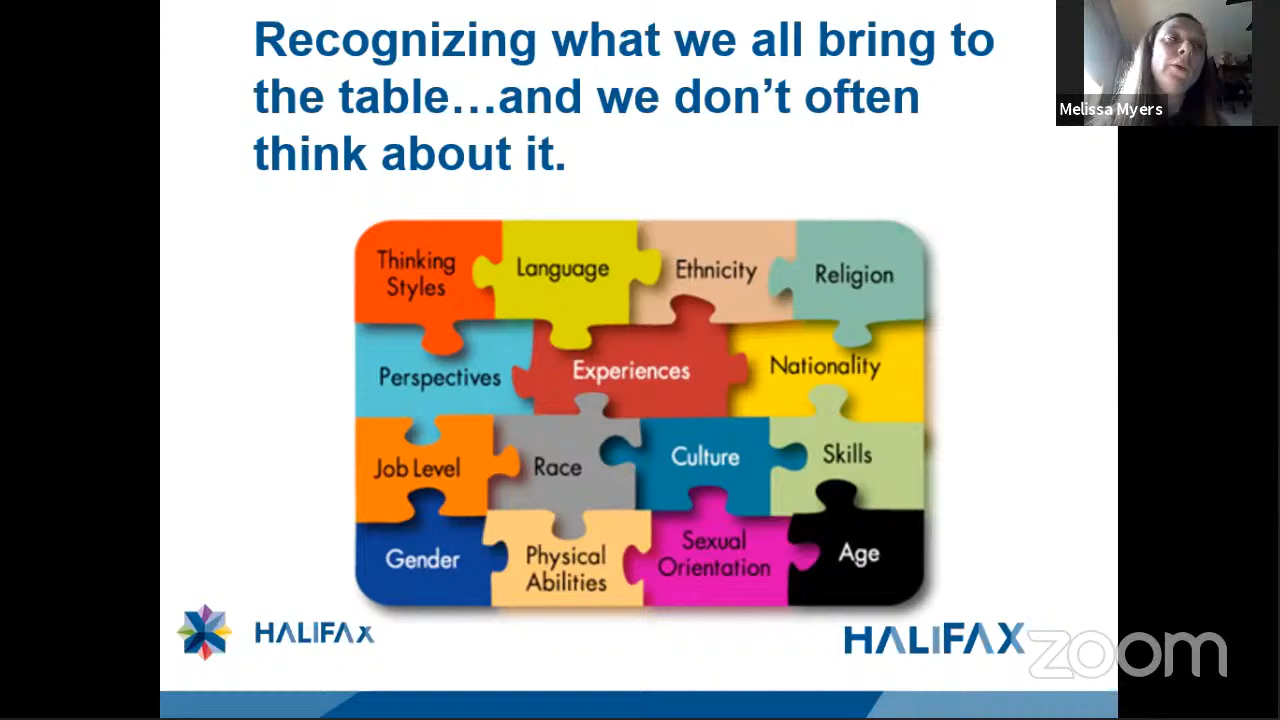 Recognizing what we all bring to
the table…and we don’t often
think about it.
Melissa Myers
Thinking
Styles
Language
Ethnicity
Religion
Perspectives
Experiences
Nationality
Job Level
Race
Culture
Skills
Gender
Physical
Abilities
Sexual
Orientation
Age
HALIFAX
HALIFAX
zoom